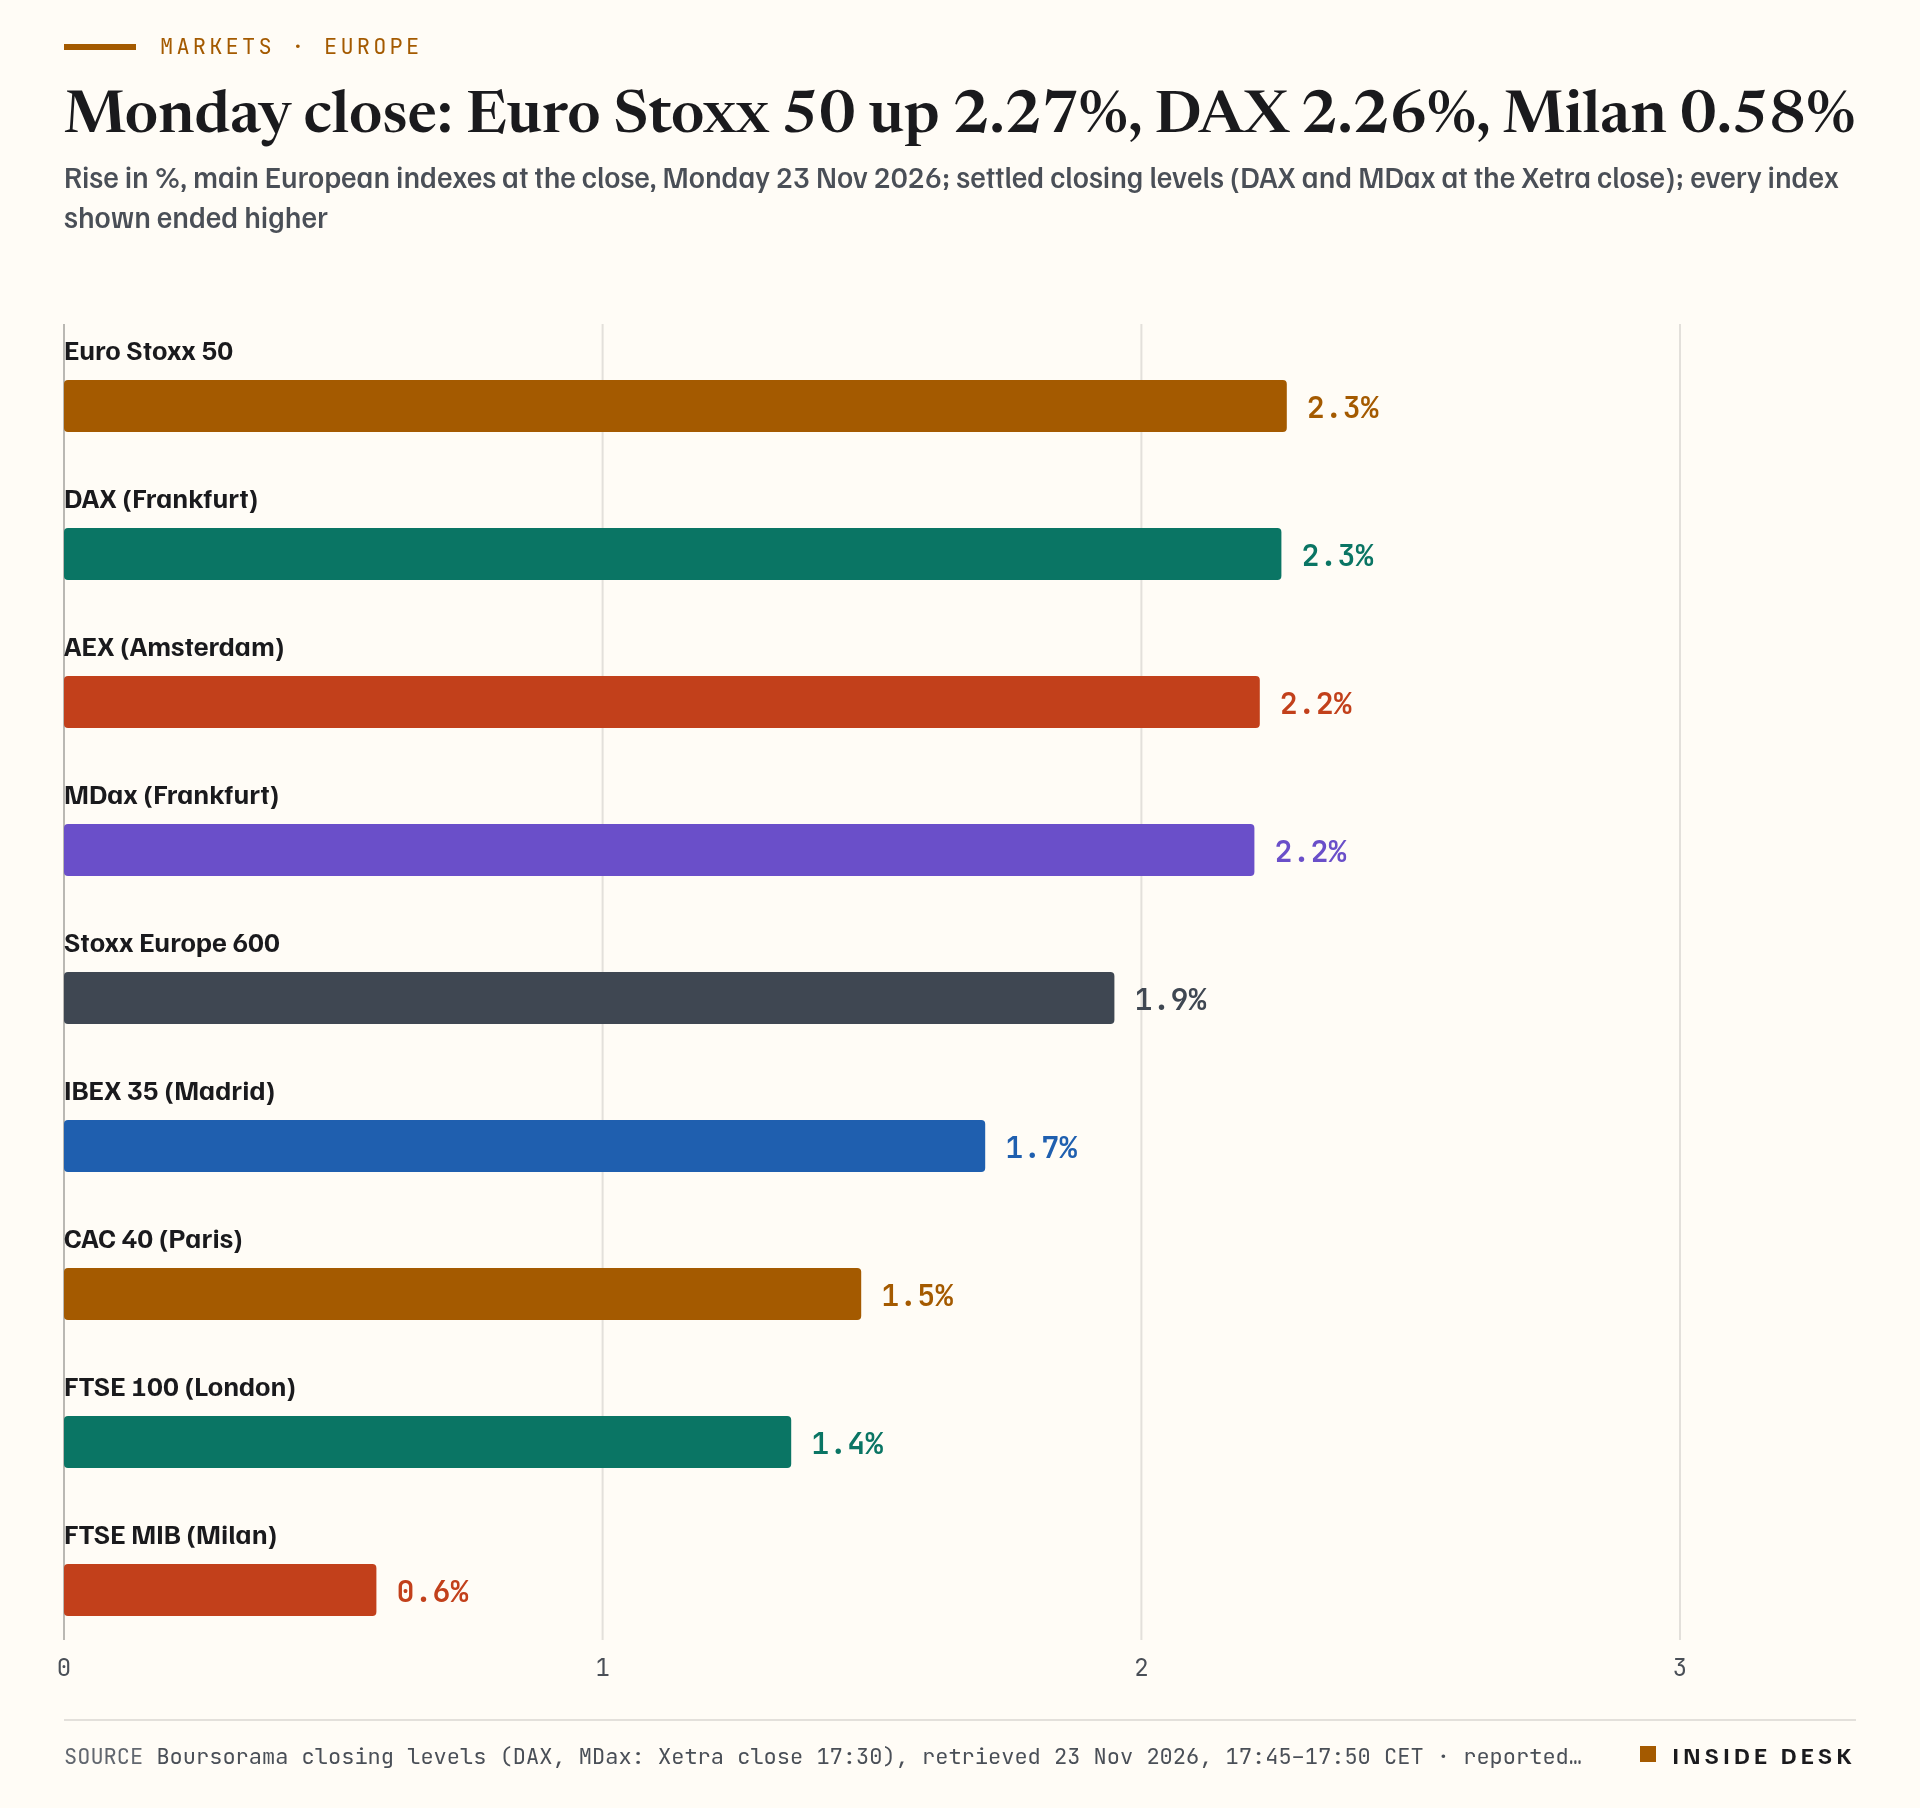 MARKETS · EUROPE
Monday close: Euro Stoxx 50 up 2.27%, DAX 2.26%, Milan 0.58%
Rise in %, main European indexes at the close, Monday 23 Nov 2026; settled closing levels (DAX and MDax at the Xetra close); every index
shown ended higher
Euro Stoxx 50
2.3%
DAX (Frankfurt)
2.3%
AEX (Amsterdam)
2.2%
MDax (Frankfurt)
2.2%
Stoxx Europe 600
1.9%
IBEX 35 (Madrid)
1.7%
CAC 40 (Paris)
1.5%
FTSE 100 (London)
1.4%
FTSE MIB (Milan)
0.6%
0 1 2 3
SOURCE Boursorama closing levels (DAX, MDax: Xetra close 17:30), retrieved 23 Nov 2026, 17:45–17:50 CET · reported…
INSIDE DESK